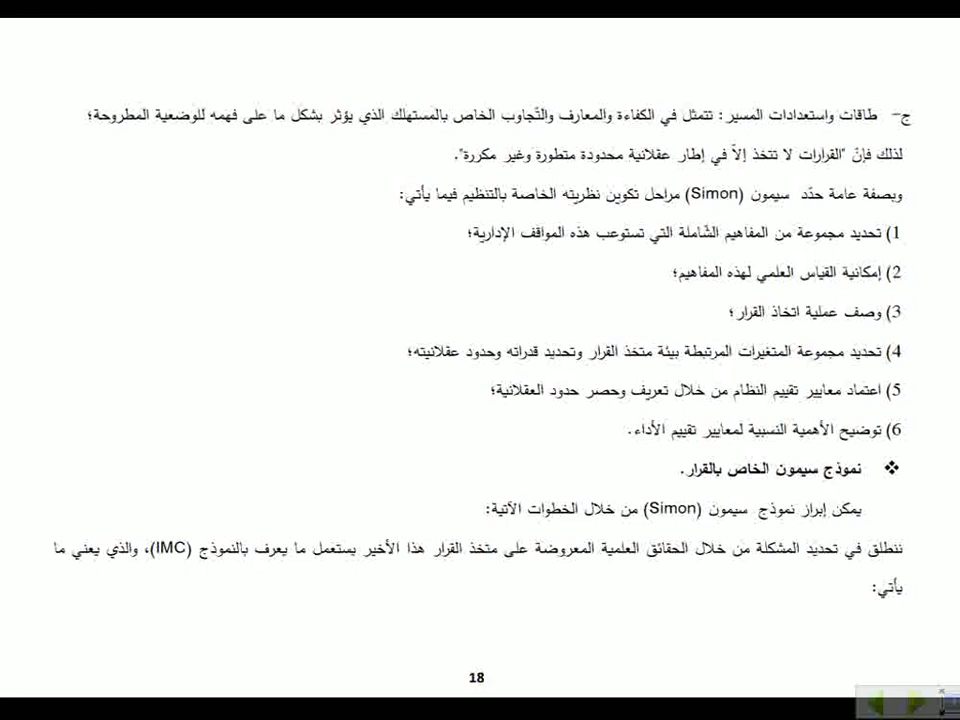 ج- طاقات واستعدادات المسير: تتمثل في الكفاءة والمعارف والتّجاوب الخاص بالمستهلك الذي يؤثر بشكل ما على فهمه للوضعية المطروحة؛
لذلك فإنّ "القرارات لا تتخذ إلاّ في إطار عقلانية محدودة متطورة وغير مكررة".
وبصفة عامة حدّد سيمون (Simon) مراحل تكوين نظريته الخاصة بالتنظيم فيما يأتي:
1) تحديد مجموعة من المفاهيم الشّاملة التي تستوعب هذه المواقف الإدارية؛
2) إمكانية القياس العلمي لهذه المفاهيم؛
3) وصف عملية اتخاذ القرار؛
4) تحديد مجموعة المتغيرات المرتبطة بيئة متخذ القرار وتحديد قدراته وحدود عقلانيته؛
5) اعتماد معايير تقييم النظام من خلال تعريف وحصر حدود العقلانية؛
6) توضيح الأهمية النسبية لمعايير تقييم الأداء.
❖ نموذج سيمون الخاص بالقرار.
يمكن إبراز نموذج سيمون (Simon) من خلال الخطوات الآتية:
ننطلق في تحديد المشكلة من خلال الحقائق العلمية المعروضة على متخذ القرار هذا الأخير يستعمل ما يعرف بالنموذج (IMC)، والذي يعني ما
يأتي:
18